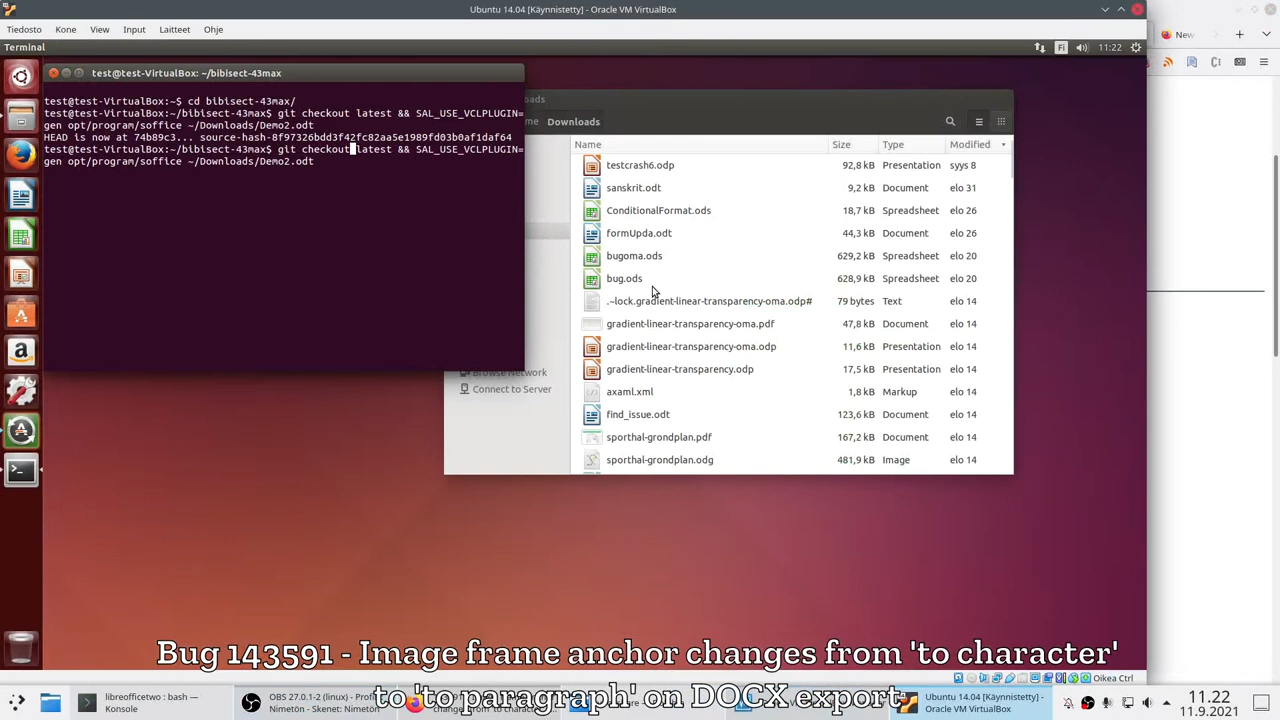 Ubuntu 14.04 [Käynnistetty] - Oracle VM VirtualBox
Tiedosto Kone View Input Laitteet Ohje
New
Terminal
Fi 11:22
test@test-VirtualBox: ~/bibisect-43max
test@test-VirtualBox:~$ cd bibisect-43max/
test@test-VirtualBox:~/bibisect-43max$ git checkout latest && SAL_USE_VCLPLUGIN=
gen opt/program/soffice ~/Downloads/Demo2.odt
HEAD is now at 74b89c3... source-hash-8f97326bdd3f42fc82aa5e1989fd03b0af1daf64
test@test-VirtualBox:~/bibisect-43max$ git checkout latest && SAL_USE_VCLPLUGIN=
gen opt/program/soffice ~/Downloads/Demo2.odt
Downloads
Name Size Type Modified
testcrash6.odp 92,8 kB Presentation syys 8
sanskrit.odt 9,2 kB Document elo 31
ConditionalFormat.ods 18,7 kB Spreadsheet elo 26
formUpda.odt 44,3 kB Document elo 26
bugoma.ods 629,2 kB Spreadsheet elo 20
bug.ods 628,9 kB Spreadsheet elo 20
.~lock.gradient-linear-transparency-oma.odp# 79 bytes Text elo 14
gradient-linear-transparency-oma.pdf 47,8 kB Document elo 14
gradient-linear-transparency-oma.odp 11,6 kB Presentation elo 14
gradient-linear-transparency.odp 17,5 kB Presentation elo 14
axaml.xml 1,8 kB Markup elo 14
find_issue.odt 123,6 kB Document elo 14
sporthal-grondplan.pdf 167,2 kB Document elo 14
sporthal-grondplan.odg 481,9 kB Image elo 14
Browse Network
Connect to Server
Bug 143591 - Image frame anchor changes from 'to character'
to 'to paragraph' on DOCX export
Oikea Ctrl
libreofficetwo : bash —
Konsole
OBS 27.0.1-2 (linux) -
Nimetön - Skenet: Nimetön
Ubuntu 14.04 [Käynnistetty] -
Oracle VM VirtualBox
11.22
11.9.2021